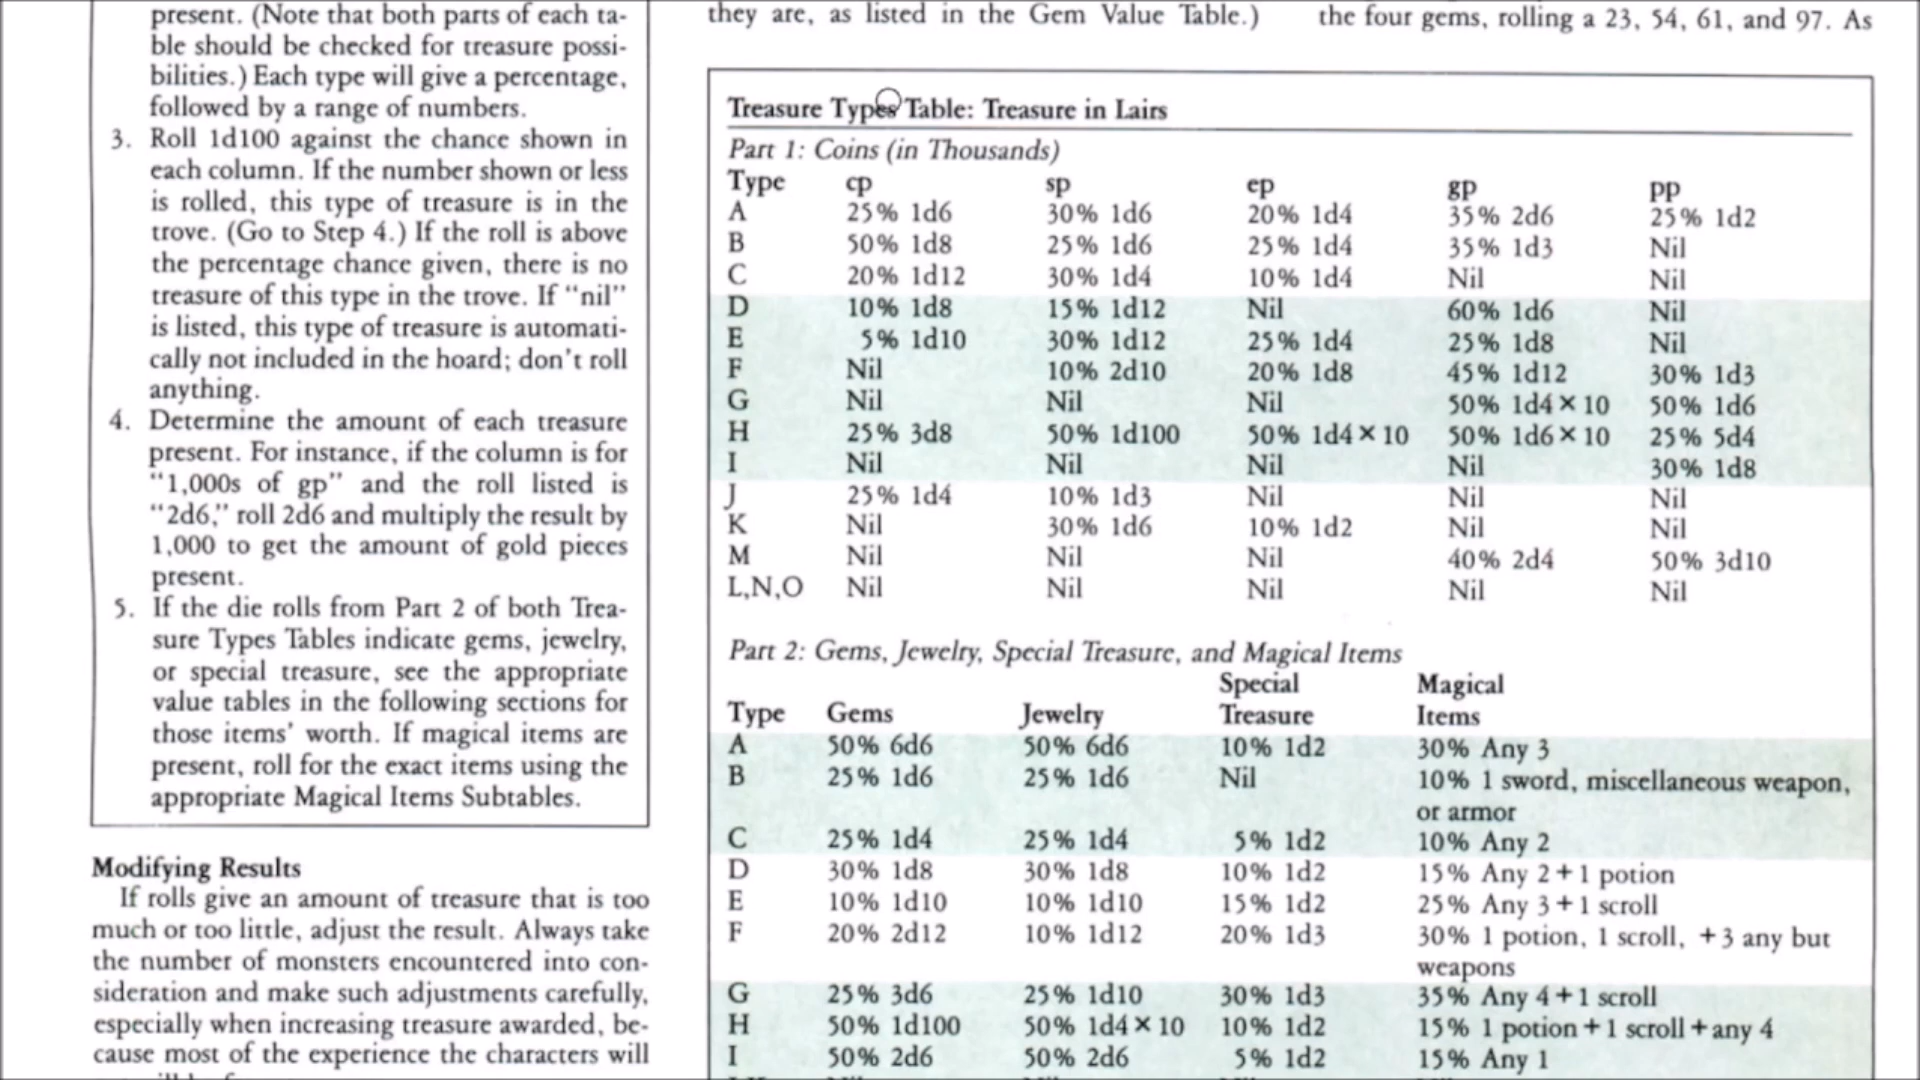 present. (Note that both parts of each ta-
ble should be checked for treasure possi-
bilities.) Each type will give a percentage,
followed by a range of numbers.
3. Roll 1d100 against the chance shown in
each column. If the number shown or less
is rolled, this type of treasure is in the
trove. (Go to Step 4.) If the roll is above
the percentage chance given, there is no
treasure of this type in the trove. If “nil”
is listed, this type of treasure is automati-
cally not included in the hoard; don’t roll
anything.
4. Determine the amount of each treasure
present. For instance, if the column is for
“1,000s of gp” and the roll listed is
“2d6,” roll 2d6 and multiply the result by
1,000 to get the amount of gold pieces
present.
5. If the die rolls from Part 2 of both Trea-
sure Types Tables indicate gems, jewelry,
or special treasure, see the appropriate
value tables in the following sections for
those items’ worth. If magical items are
present, roll for the exact items using the
appropriate Magical Items Subtables.
Modifying Results
If rolls give an amount of treasure that is too
much or too little, adjust the result. Always take
the number of monsters encountered into con-
sideration and make such adjustments carefully,
especially when increasing treasure awarded, be-
cause most of the experience the characters will
they are, as listed in the Gem Value Table.)
the four gems, rolling a 23, 54, 61, and 97. As
Treasure Types Table: Treasure in Lairs
Part 1: Coins (in Thousands)
Type cp sp ep gp pp
A 25% 1d6 30% 1d6 20% 1d4 35% 2d6 25% 1d2
B 50% 1d8 25% 1d6 25% 1d4 35% 1d3 Nil
C 20% 1d12 30% 1d4 10% 1d4 Nil Nil
D 10% 1d8 15% 1d12 Nil 60% 1d6 Nil
E 5% 1d10 30% 1d12 25% 1d4 25% 1d8 Nil
F Nil 10% 2d10 20% 1d8 45% 1d12 30% 1d3
G Nil Nil Nil 50% 1d4×10 50% 1d6
H 25% 3d8 50% 1d100 50% 1d4×10 50% 1d6×10 25% 5d4
I Nil Nil Nil Nil 30% 1d8
J 25% 1d4 10% 1d3 Nil Nil Nil
K Nil 30% 1d6 10% 1d2 Nil Nil
M Nil Nil Nil 40% 2d4 50% 3d10
L,N,O Nil Nil Nil Nil Nil
Part 2: Gems, Jewelry, Special Treasure, and Magical Items
Special Magical
Type Gems Jewelry Treasure Items
A 50% 6d6 50% 6d6 10% 1d2 30% Any 3
B 25% 1d6 25% 1d6 Nil 10% 1 sword, miscellaneous weapon,
or armor
C 25% 1d4 25% 1d4 5% 1d2 10% Any 2
D 30% 1d8 30% 1d8 10% 1d2 15% Any 2+1 potion
E 10% 1d10 10% 1d10 15% 1d2 25% Any 3+1 scroll
F 20% 2d12 10% 1d12 20% 1d3 30% 1 potion, 1 scroll, +3 any but
weapons
G 25% 3d6 25% 1d10 30% 1d3 35% Any 4+1 scroll
H 50% 1d100 50% 1d4×10 10% 1d2 15% 1 potion+1 scroll+any 4
I 50% 2d6 50% 2d6 5% 1d2 15% Any 1